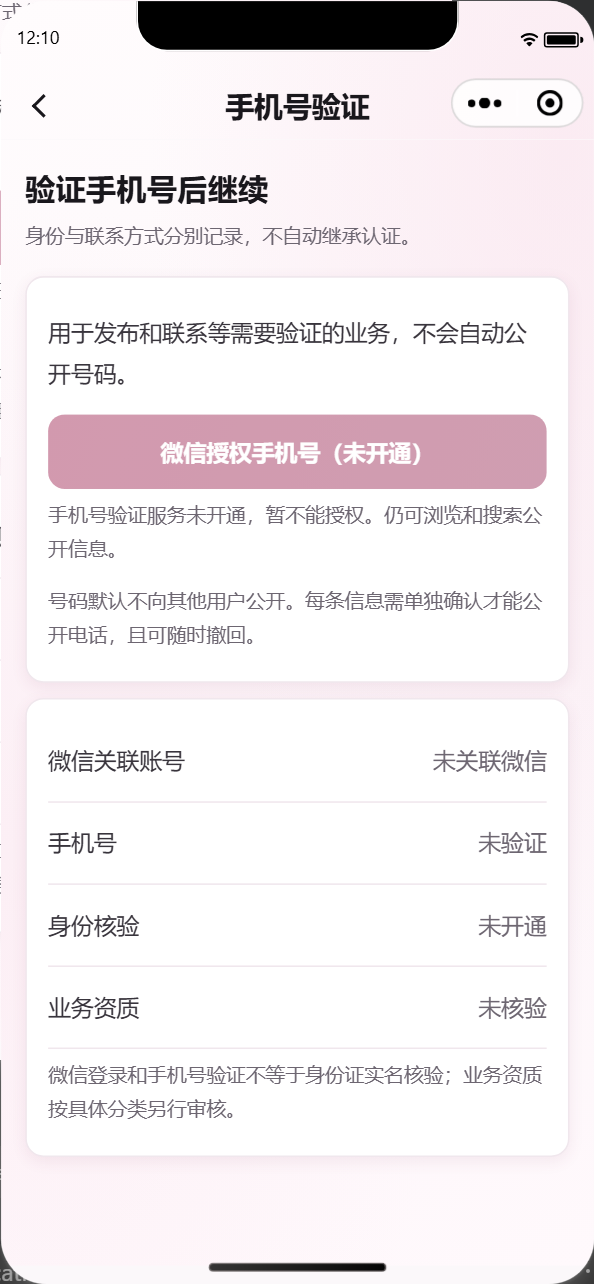 12:10
手机号验证
验证手机号后继续
身份与联系方式分别记录，不自动继承认证。
用于发布和联系等需要验证的业务，不会自动公
开号码。
微信授权手机号（未开通）
手机号验证服务未开通，暂不能授权。仍可浏览和搜索公
开信息。
号码默认不向其他用户公开。每条信息需单独确认才能公
开电话，且可随时撤回。
微信关联账号 未关联微信
手机号 未验证
身份核验 未开通
业务资质 未核验
微信登录和手机号验证不等于身份证实名核验；业务资质
按具体分类另行审核。